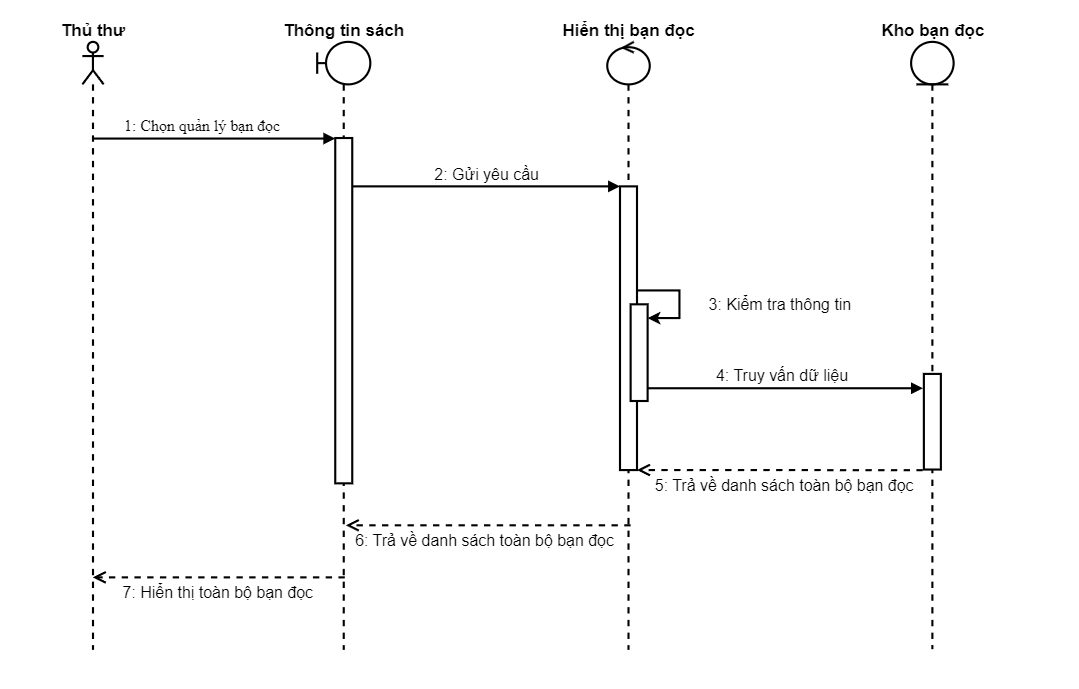 Thủ thư
Thông tin sách
Hiển thị bạn đọc
Kho bạn đọc
1: Chọn quản lý bạn đọc
2: Gửi yêu cầu
3: Kiểm tra thông tin
4: Truy vấn dữ liệu
5: Trả về danh sách toàn bộ bạn đọc
6: Trả về danh sách toàn bộ bạn đọc
7: Hiển thị toàn bộ bạn đọc